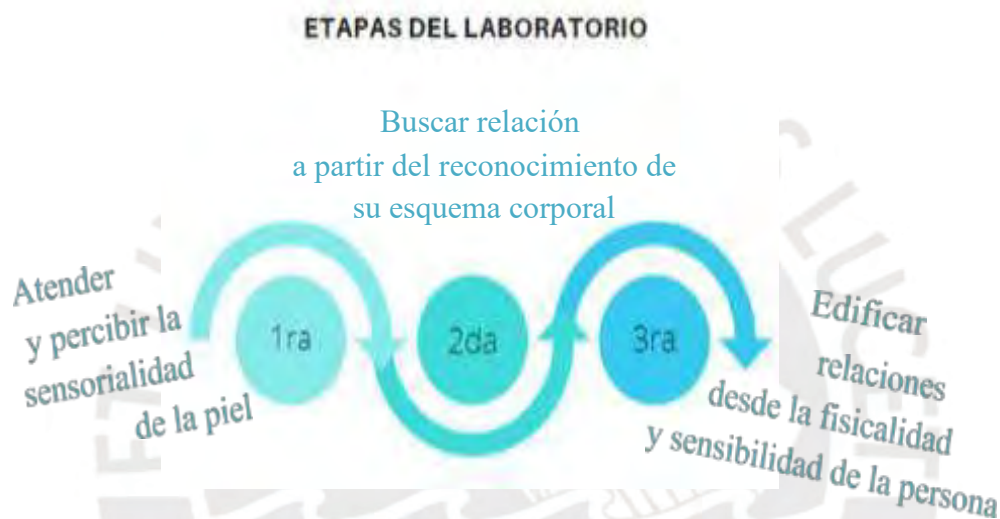 ETAPAS DEL LABORATORIO
Buscar relación
a partir del reconocimiento de
su esquema corporal
Atender
y percibir la
sensorialidad
de la piel
1ra
2da
3ra
Edificar
relaciones
desde la fisicalidad
y sensibilidad de la persona